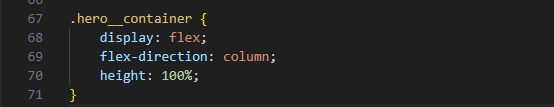 67 .hero__container {
68 display: flex;
69 flex-direction: column;
70 height: 100%;
71 }